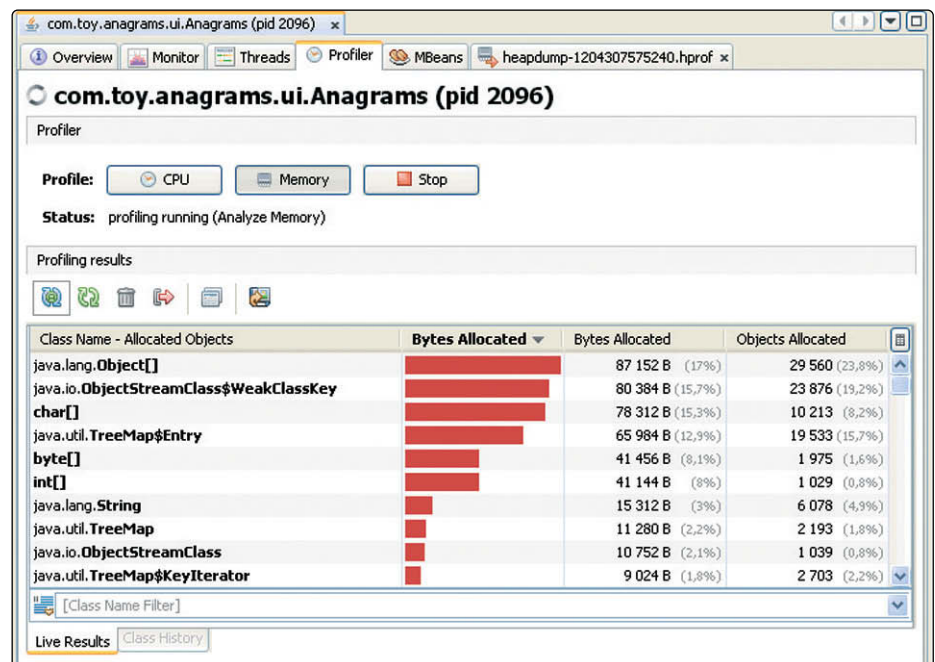 com.toy.anagrams.ui.Anagrams (pid 2096) x
Overview Monitor Threads Profiler MBeans heapdump-1204307575240.hprof x
com.toy.anagrams.ui.Anagrams (pid 2096)
Profiler
Profile: CPU Memory Stop
Status: profiling running (Analyze Memory)
Profiling results
Class Name - Allocated Objects Bytes Allocated Bytes Allocated Objects Allocated
java.lang.Object[] 87 152 B (17%) 29 560 (23,8%)
java.io.ObjectStreamClass$WeakClassKey 80 384 B (15,7%) 23 876 (19,2%)
char[] 78 312 B (15,3%) 10 213 (8,2%)
java.util.TreeMap$Entry 65 984 B (12,9%) 19 533 (15,7%)
byte[] 41 456 B (8,1%) 1 975 (1,6%)
int[] 41 144 B (8%) 1 029 (0,8%)
java.lang.String 15 312 B (3%) 6 078 (4,9%)
java.util.TreeMap 11 280 B (2,2%) 2 193 (1,8%)
java.io.ObjectStreamClass 10 752 B (2,1%) 1 039 (0,8%)
java.util.TreeMap$KeyIterator 9 024 B (1,8%) 2 703 (2,2%)
[Class Name Filter]
Live Results Class History